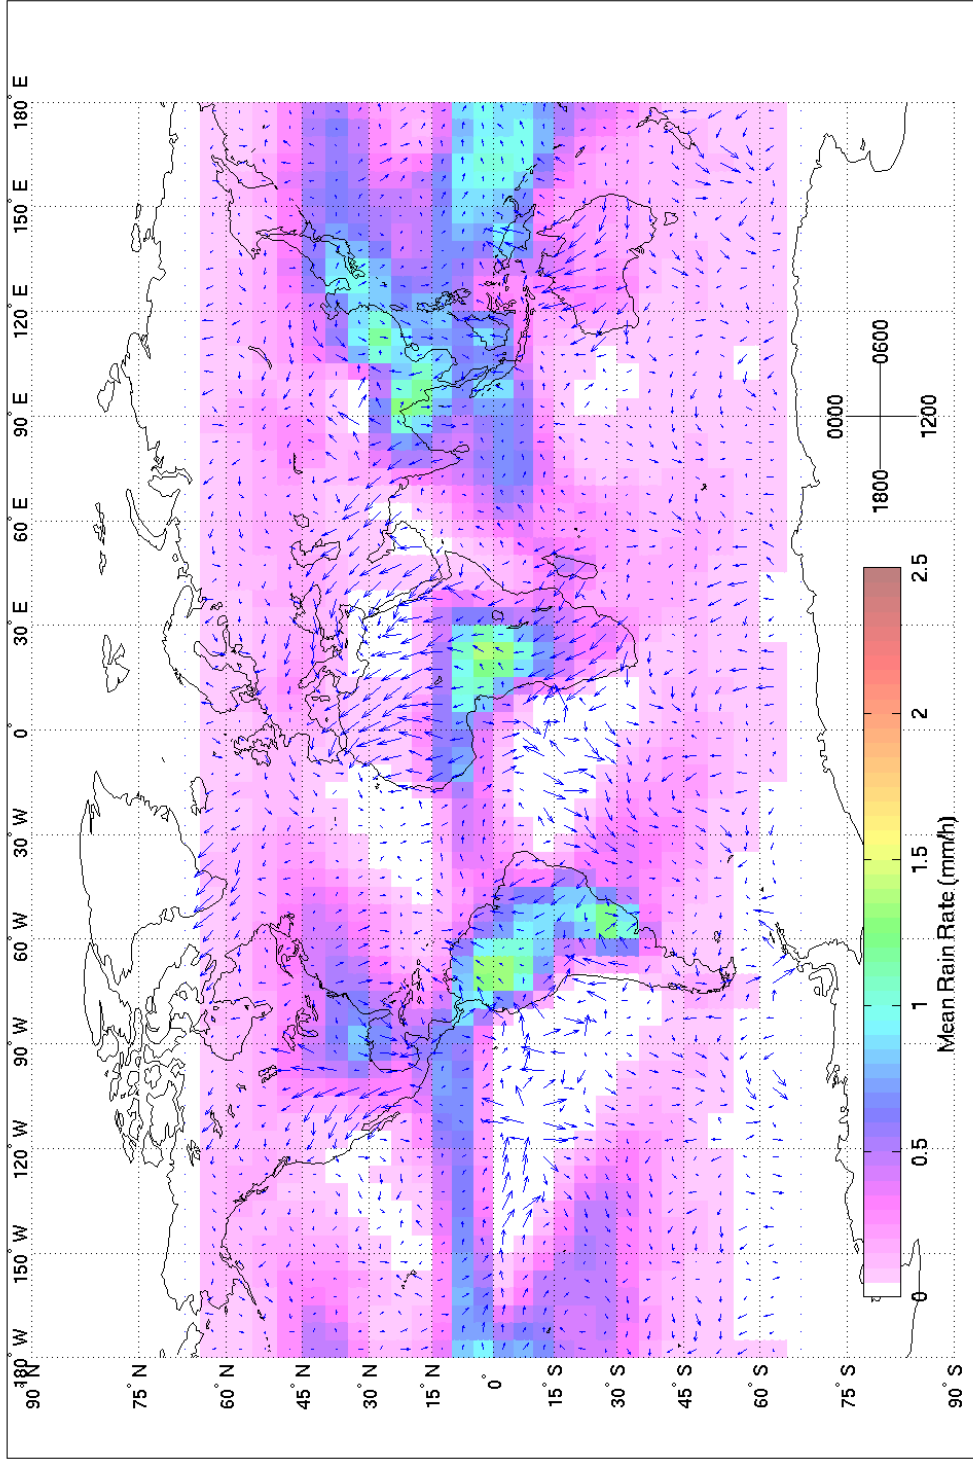 90° N
75° N
60° N
45° N
30° N
15° N
0°
15° S
30° S
45° S
60° S
75° S
90° S
180° W
150° W
120° W
90° W
60° W
30° W
0
30° E
60° E
90° E
120° E
150° E
180° E
0000
0600
1200
1800
0
0.5
1
1.5
2
2.5
Mean Rain Rate (mm/h)